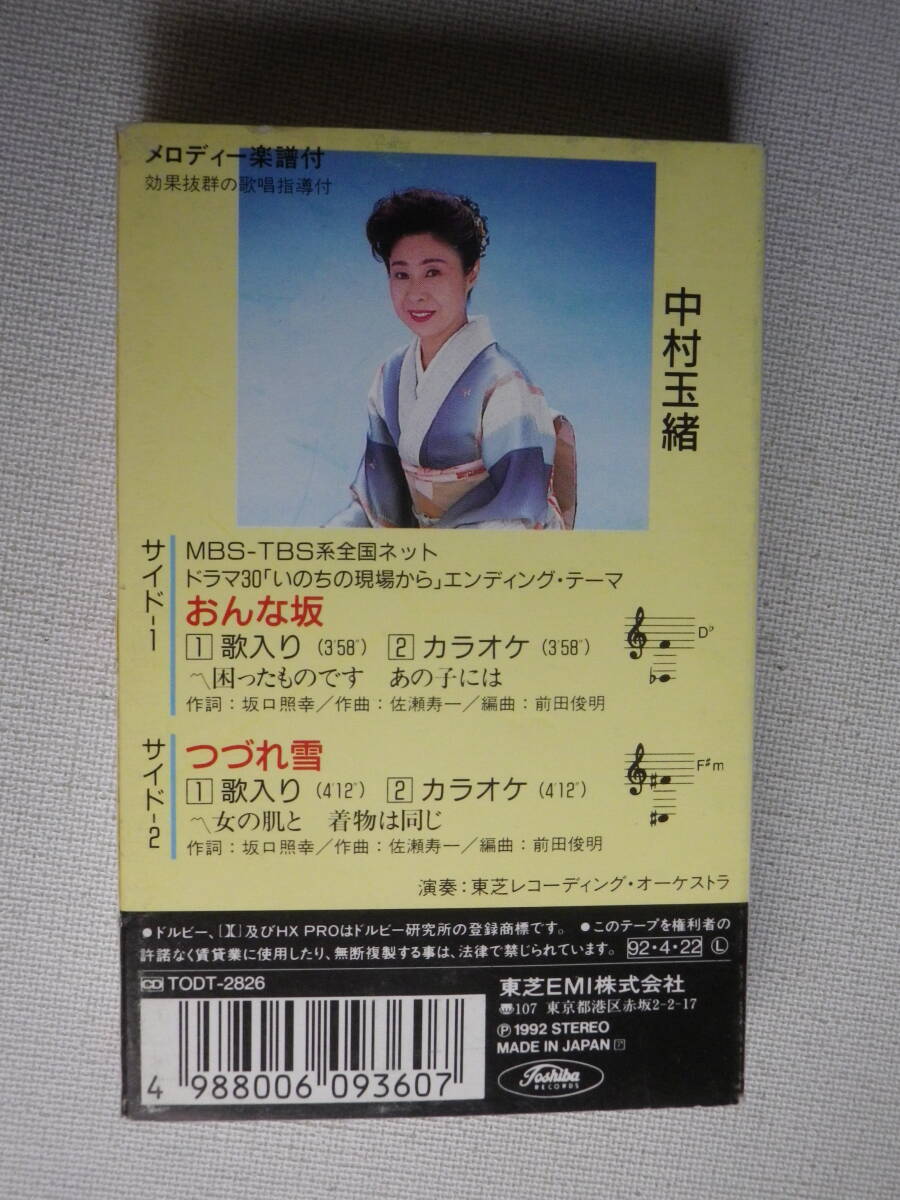 メロディー楽譜付
効果抜群の歌唱指導付
中村玉緒
サイド-1
MBS-TBS系全国ネット
ドラマ30「いのちの現場から」エンディング・テーマ
おんな坂
1 歌入り (3'58") 2 カラオケ (3'58")
〽困ったものです あの子には
作詞：坂口照幸／作曲：佐瀬寿一／編曲：前田俊明
D♭
サイド-2
つづれ雪
1 歌入り (4'12") 2 カラオケ (4'12")
〽女の肌と 着物は同じ
作詞：坂口照幸／作曲：佐瀬寿一／編曲：前田俊明
F♯m
演奏：東芝レコーディング・オーケストラ
●ドルビー、及びHX PROはドルビー研究所の登録商標です。 ●このテープを権利者の
許諾なく賃貸業に使用したり、無断複製する事は、法律で禁じられています。 92・4・22 Ⓛ
CD TODT-2826
4 988006 093607
東芝EMI株式会社
〠107 東京都港区赤坂2-2-17
Ⓟ1992 STEREO
MADE IN JAPAN ア
Toshiba
RECORDS